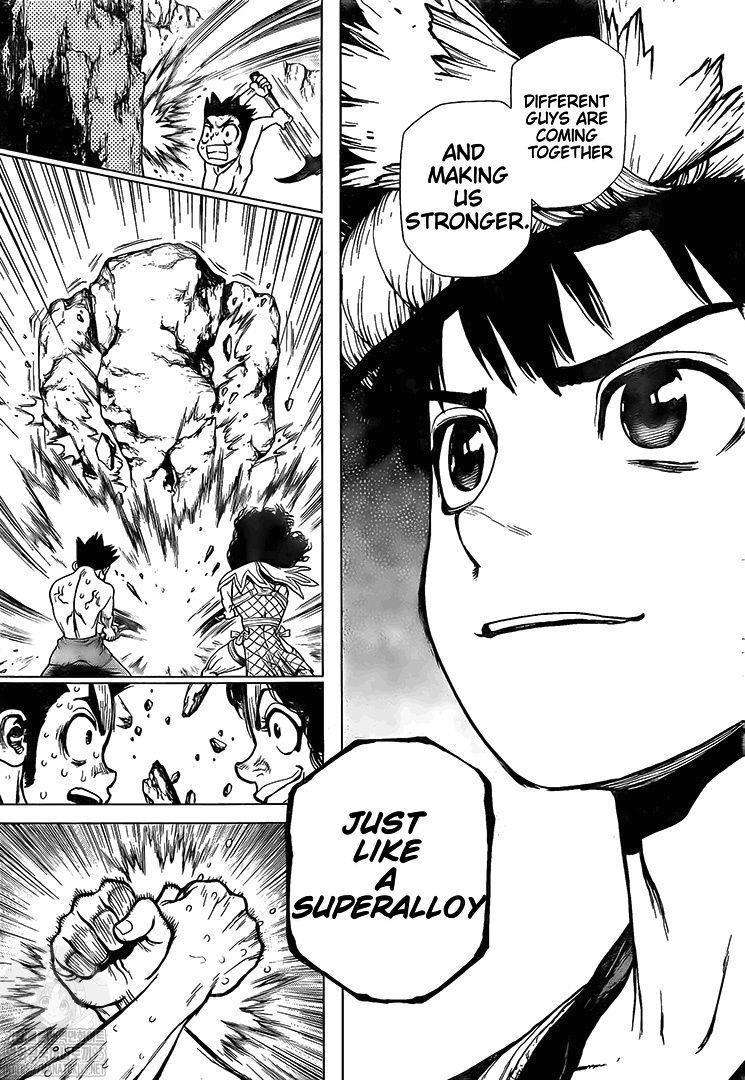 DIFFERENT
GUYS ARE
COMING
TOGETHER
AND
MAKING
US
STRONGER.
JUST
LIKE
A
SUPERALLOY